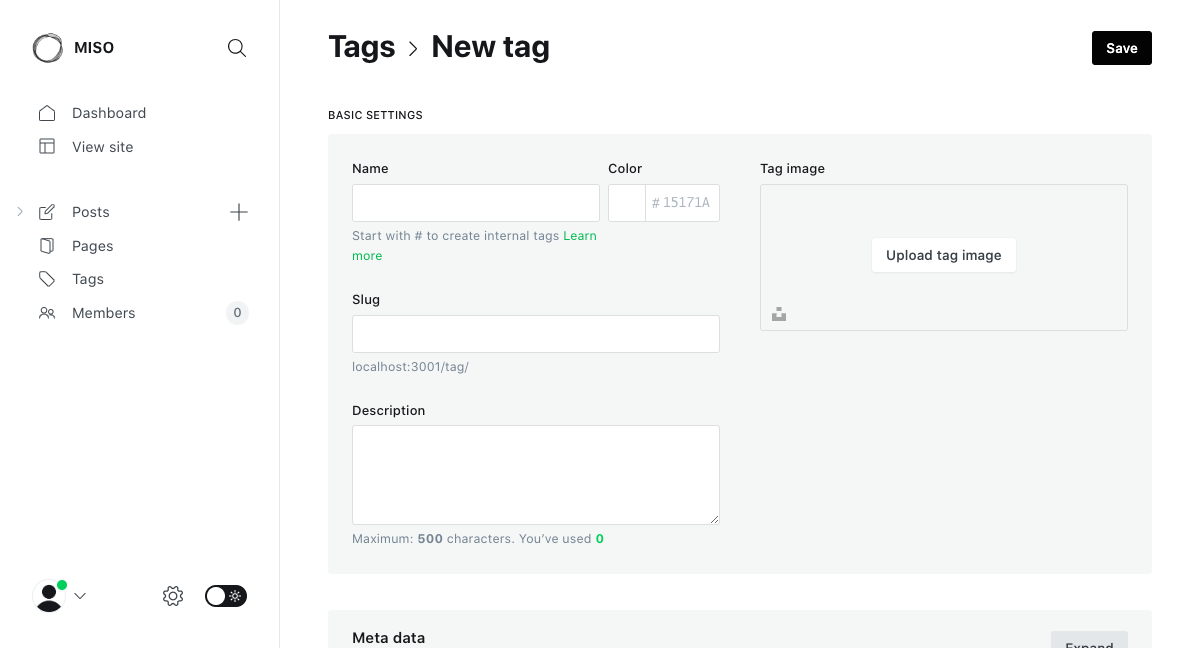 MISO
Dashboard
View site
Posts
Pages
Tags
Members
0
Tags > New tag
Save
BASIC SETTINGS
Name
Color
# 15171A
Start with # to create internal tags Learn
more
Slug
localhost:3001/tag/
Description
Maximum: 500 characters. You've used 0
Tag image
Upload tag image
Meta data
Expand